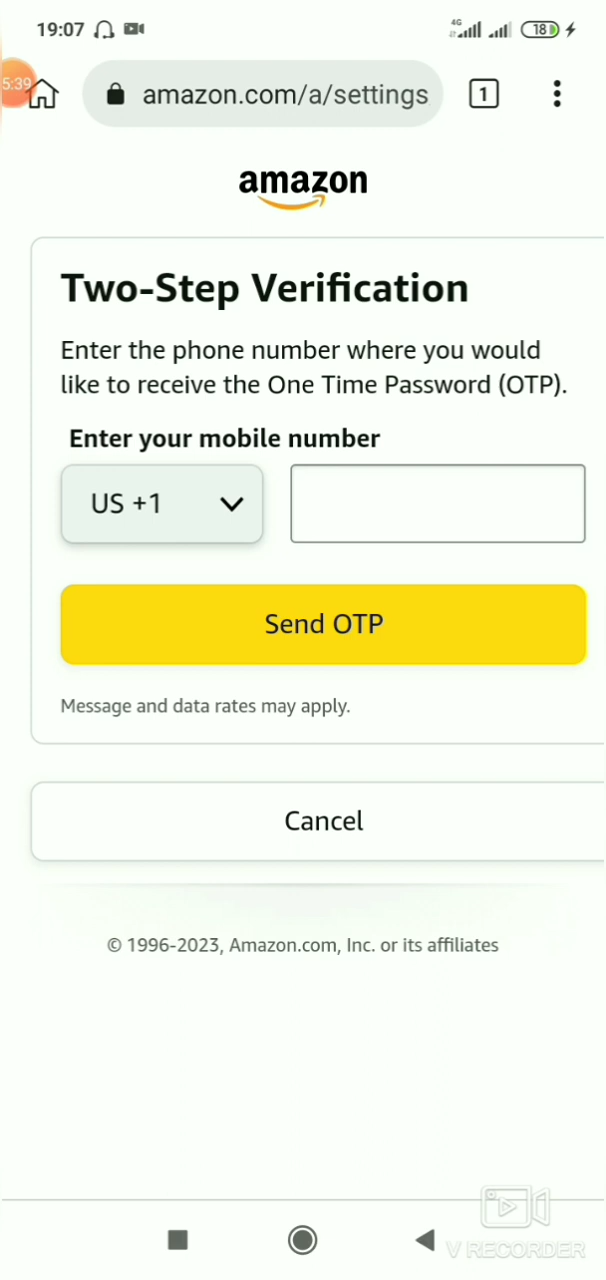 19:07 4G 18
5:39 amazon.com/a/settings 1
amazon
Two-Step Verification
Enter the phone number where you would
like to receive the One Time Password (OTP).
Enter your mobile number
US +1
Send OTP
Message and data rates may apply.
Cancel
© 1996-2023, Amazon.com, Inc. or its affiliates
V RECORDER